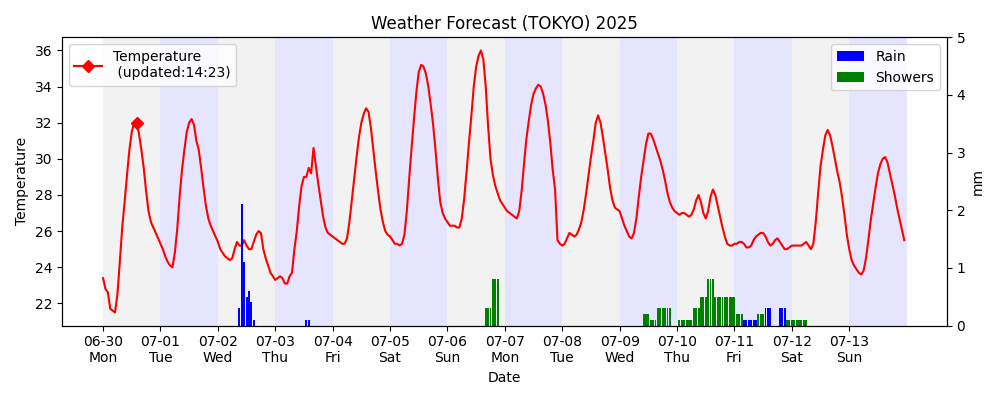 Weather Forecast (TOKYO) 2025
Temperature
(updated:14:23)
Rain
Showers
Temperature
36
34
32
30
28
26
24
22
5
4
3
2
1
0
mm
06-30 07-01 07-02 07-03 07-04 07-05 07-06 07-07 07-08 07-09 07-10 07-11 07-12 07-13
Mon Tue Wed Thu Fri Sat Sun Mon Tue Wed Thu Fri Sat Sun
Date